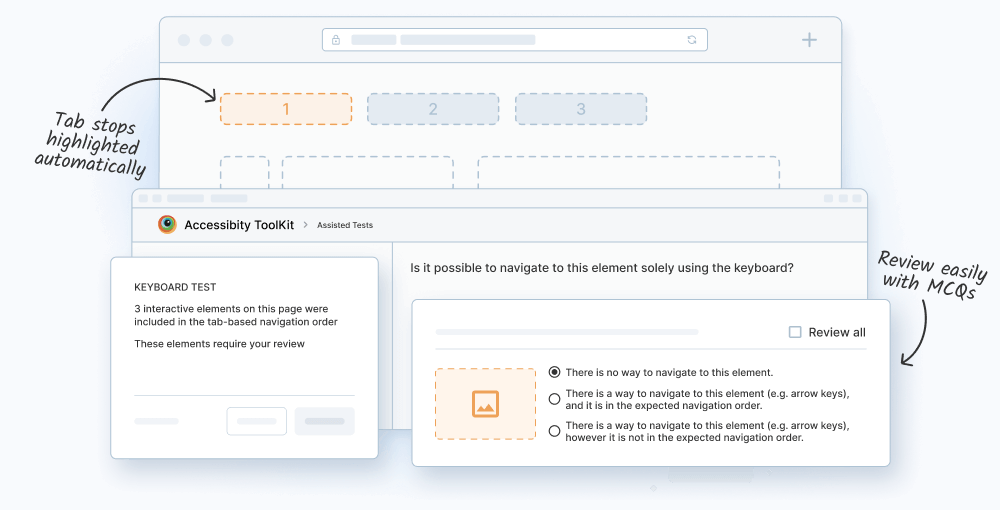 1
2
3
Tab stops
highlighted
automatically
Accessibity ToolKit > Assisted Tests
Is it possible to navigate to this element solely using the keyboard?
Review easily
with MCQs
KEYBOARD TEST
3 interactive elements on this page were
included in the tab-based navigation order
These elements require your review
Review all
There is no way to navigate to this element.
There is a way to navigate to this element (e.g. arrow keys),
and it is in the expected navigation order.
There is a way to navigate to this element (e.g. arrow keys),
however it is not in the expected navigation order.